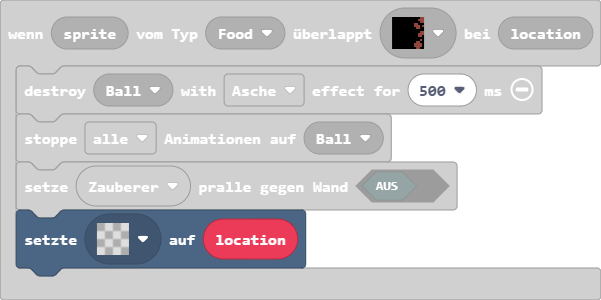 wenn sprite vom Typ Food überlappt bei location
destroy Ball with Asche effect for 500 ms
stoppe alle Animationen auf Ball
setze Zauberer pralle gegen Wand AUS
setzte auf location